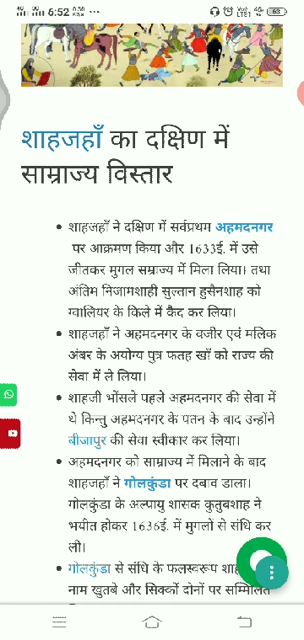 6:52
शाहजहाँ का दक्षिण में
साम्राज्य विस्तार
शाहजहाँ ने दक्षिण में सर्वप्रथम अहमदनगर
पर आक्रमण किया और 1633ई. में उसे
जीतकर मुगल सम्राज्य में मिला लिया। तथा
अंतिम निजामशाही सुल्तान हुसैनशाह को
ग्वालियर के किले में कैद कर लिया।
शाहजहाँ ने अहमदनगर के वजीर एवं मलिक
अंबर के अयोग्य पुत्र फतह खाँ को राज्य की
सेवा में ले लिया।
शाहजी भोंसले पहले अहमदनगर की सेवा में
थे किन्तु अहमदनगर के पतन के बाद उन्होंने
बीजापुर की सेवा स्वीकार कर लिया।
अहमदनगर को साम्राज्य में मिलाने के बाद
शाहजहाँ ने गोलकुंडा पर दबाव डाला।
गोलकुंडा के अल्पायु शासक कुतुबशाह ने
भयीत होकर 1636ई. में मुगलों से संधि कर
ली।
गोलकुंडा से संधि के फलस्वरूप
नाम खुतबे और सिक्कों दोनों पर सम्मिलित